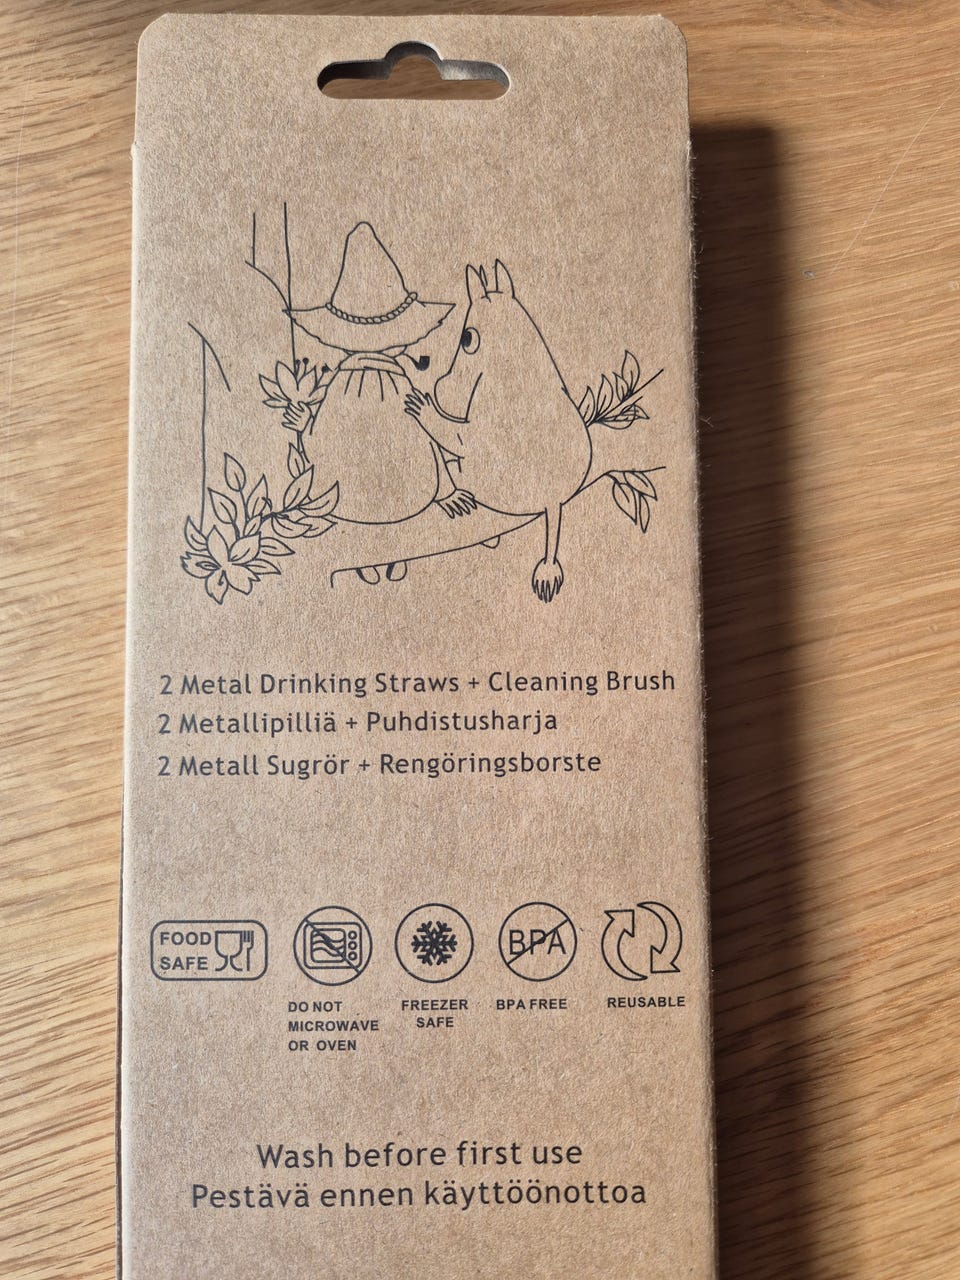 2 Metal Drinking Straws + Cleaning Brush
2 Metallipilliä + Puhdistusharja
2 Metall Sugrör + Rengöringsborste
FOOD
SAFE
BPA
DO NOT
MICROWAVE
OR OVEN
FREEZER
SAFE
BPA FREE
REUSABLE
Wash before first use
Pestävä ennen käyttöönottoa